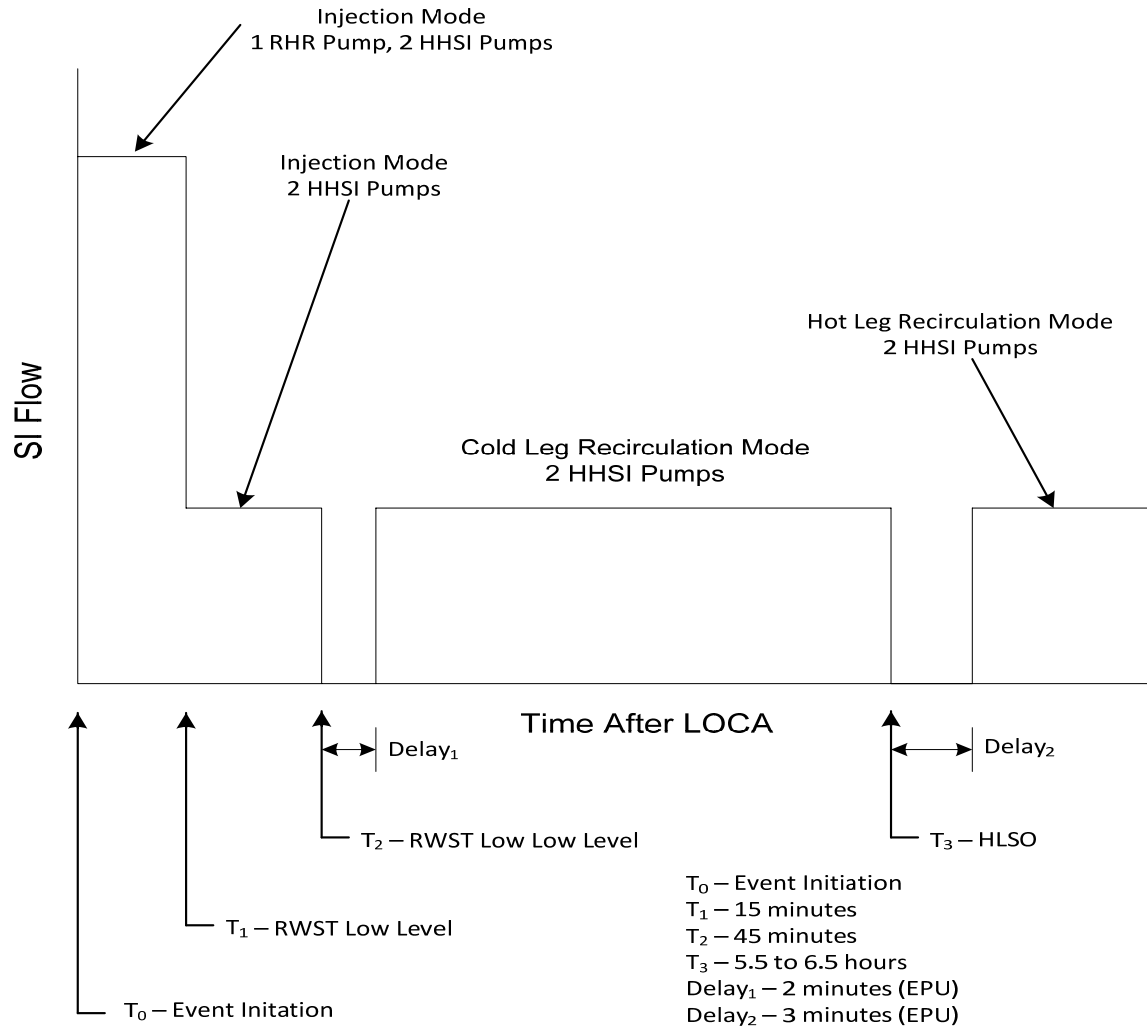 Injection Mode
1 RHR Pump, 2 HHSI Pumps
Injection Mode
2 HHSI Pumps
Hot Leg Recirculation Mode
2 HHSI Pumps
SI Flow
Cold Leg Recirculation Mode
2 HHSI Pumps
Time After LOCA
Delay₁
Delay₂
T₂ – RWST Low Low Level
T₃ – HLSO
T₁ – RWST Low Level
T₀ – Event Initation
T₀ – Event Initiation
T₁ – 15 minutes
T₂ – 45 minutes
T₃ – 5.5 to 6.5 hours
Delay₁ – 2 minutes (EPU)
Delay₂ – 3 minutes (EPU)